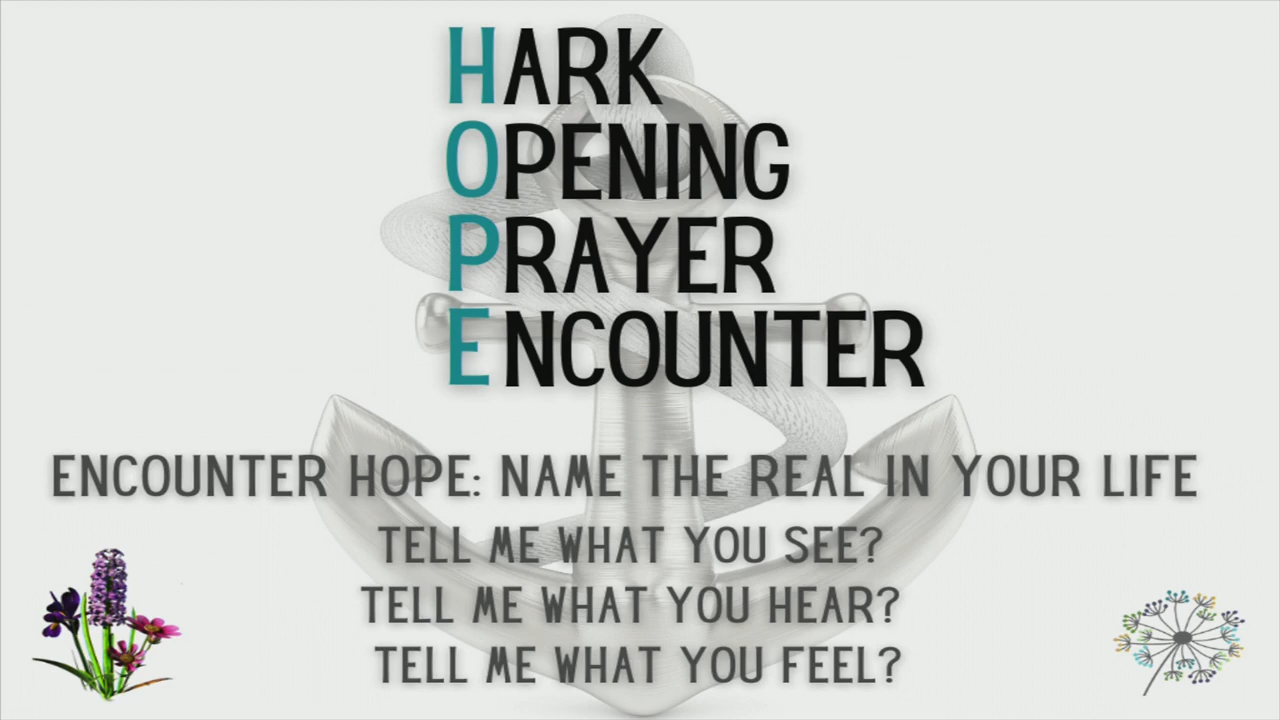 HARK
OPENING
PRAYER
ENCOUNTER
ENCOUNTER HOPE: NAME THE REAL IN YOUR LIFE
TELL ME WHAT YOU SEE?
TELL ME WHAT YOU HEAR?
TELL ME WHAT YOU FEEL?